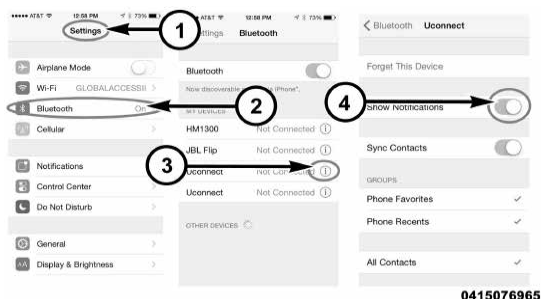 AT&T 12:58 PM 73%
Settings
1
Airplane Mode
Wi-Fi GLOBALACCESSII
Bluetooth On
2
Cellular
Notifications
Control Center
Do Not Disturb
General
Display & Brightness
AT&T 12:58 PM 73%
Settings Bluetooth
Bluetooth
Now discoverable iPhone".
MY DEVICES
HM1300 Not Connected
JBL Flip Not Connected
3
Uconnect Not Connected
Uconnect Not Connected
OTHER DEVICES
Bluetooth Uconnect
Forget This Device
4
Show Notifications
Sync Contacts
GROUPS
Phone Favorites
Phone Recents
All Contacts
0415076965